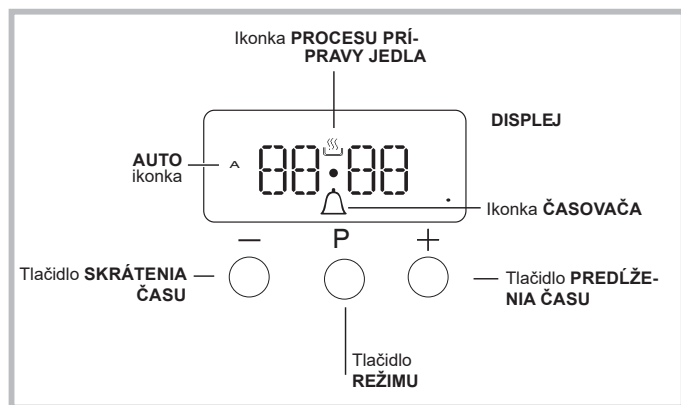 Ikonka PROCESU PRÍ-
PRAVY JEDLA
DISPLEJ
AUTO
ikonka
A
88:88
Ikonka ČASOVAČA
— P +
Tlačidlo SKRÁTENIA
ČASU
Tlačidlo PREDĹŽE-
NIA ČASU
Tlačidlo
REŽIMU